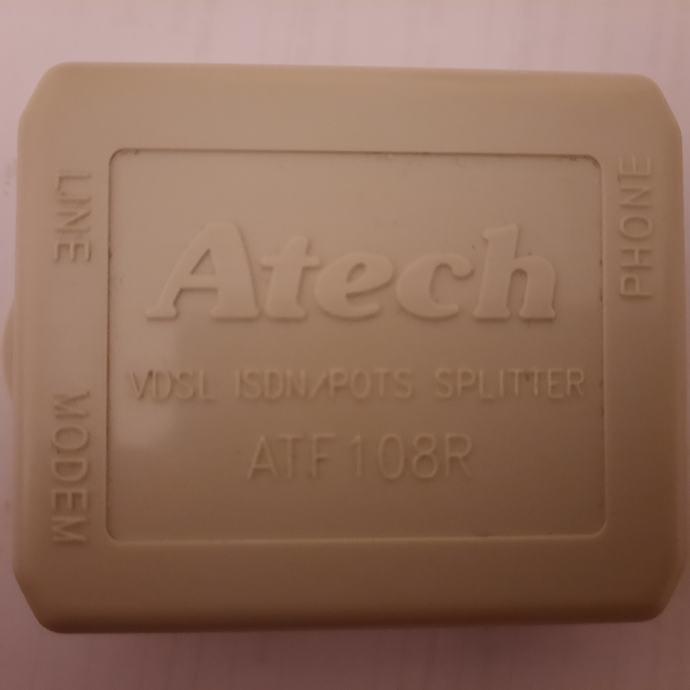 LINE
MODEM
Atech
VDSL ISDN/POTS SPLITTER
ATF108R
PHONE